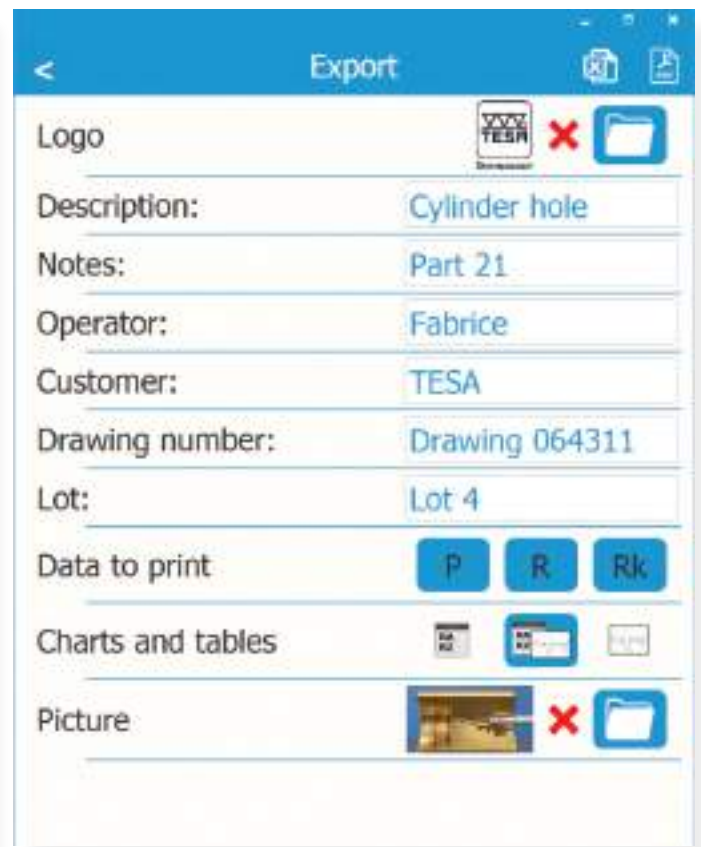 < Export
Logo TESA
Description: Cylinder hole
Notes: Part 21
Operator: Fabrice
Customer: TESA
Drawing number: Drawing 064311
Lot: Lot 4
Data to print P R Rk
Charts and tables
Picture